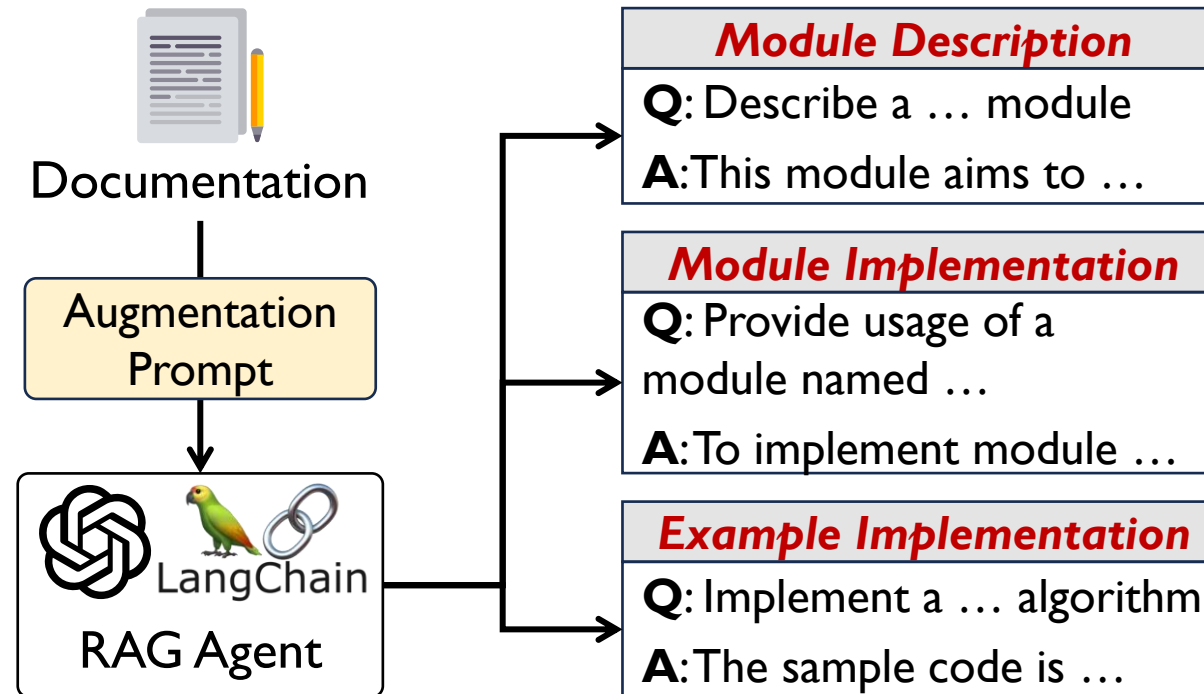 Documentation
Augmentation
Prompt
LangChain
RAG Agent
Module Description
Q: Describe a … module
A: This module aims to …
Module Implementation
Q: Provide usage of a
module named …
A: To implement module …
Example Implementation
Q: Implement a … algorithm
A: The sample code is …